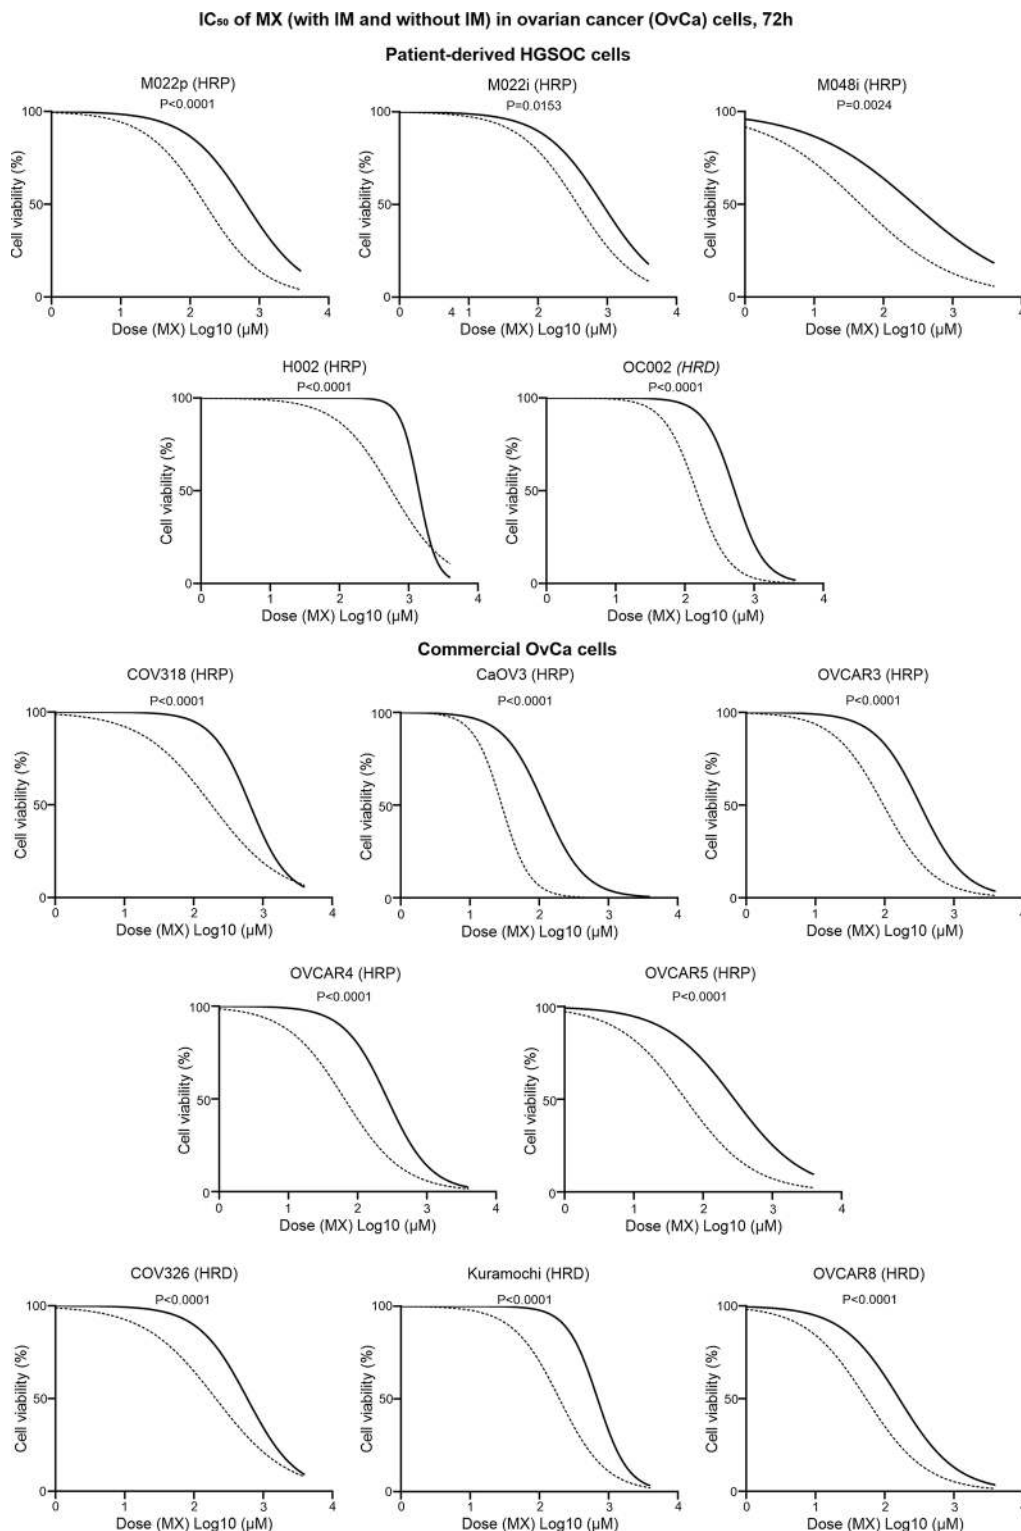 IC₅₀ of MX (with IM and without IM) in ovarian cancer (OvCa) cells, 72h
Patient-derived HGSOC cells
M022p (HRP)
P<0.0001
Cell viability (%)
100
50
0
0 1 2 3 4
Dose (MX) Log10 (µM)
M022i (HRP)
P=0.0153
Cell viability (%)
100
50
0
0 4 1 2 3 4
Dose (MX) Log10 (µM)
M048i (HRP)
P=0.0024
Cell viability (%)
100
50
0
0 1 2 3 4
Dose (MX) Log10 (µM)
H002 (HRP)
P<0.0001
Cell viability (%)
100
50
0
0 1 2 3 4
Dose (MX) Log10 (µM)
OC002 (HRD)
P<0.0001
Cell viability (%)
100
50
0
0 1 2 3 4
Dose (MX) Log10 (µM)
Commercial OvCa cells
COV318 (HRP)
P<0.0001
Cell viability (%)
100
50
0
0 1 2 3 4
Dose (MX) Log10 (µM)
CaOV3 (HRP)
P<0.0001
Cell viability (%)
100
50
0
0 1 2 3 4
Dose (MX) Log10 (µM)
OVCAR3 (HRP)
P<0.0001
Cell viability (%)
100
50
0
0 1 2 3 4
Dose (MX) Log10 (µM)
OVCAR4 (HRP)
P<0.0001
Cell viability (%)
100
50
0
0 1 2 3 4
Dose (MX) Log10 (µM)
OVCAR5 (HRP)
P<0.0001
Cell viability (%)
100
50
0
0 1 2 3 4
Dose (MX) Log10 (µM)
COV326 (HRD)
P<0.0001
Cell viability (%)
100
50
0
0 1 2 3 4
Dose (MX) Log10 (µM)
Kuramochi (HRD)
P<0.0001
Cell viability (%)
100
50
0
0 1 2 3 4
Dose (MX) Log10 (µM)
OVCAR8 (HRD)
P<0.0001
Cell viability (%)
100
50
0
0 1 2 3 4
Dose (MX) Log10 (µM)